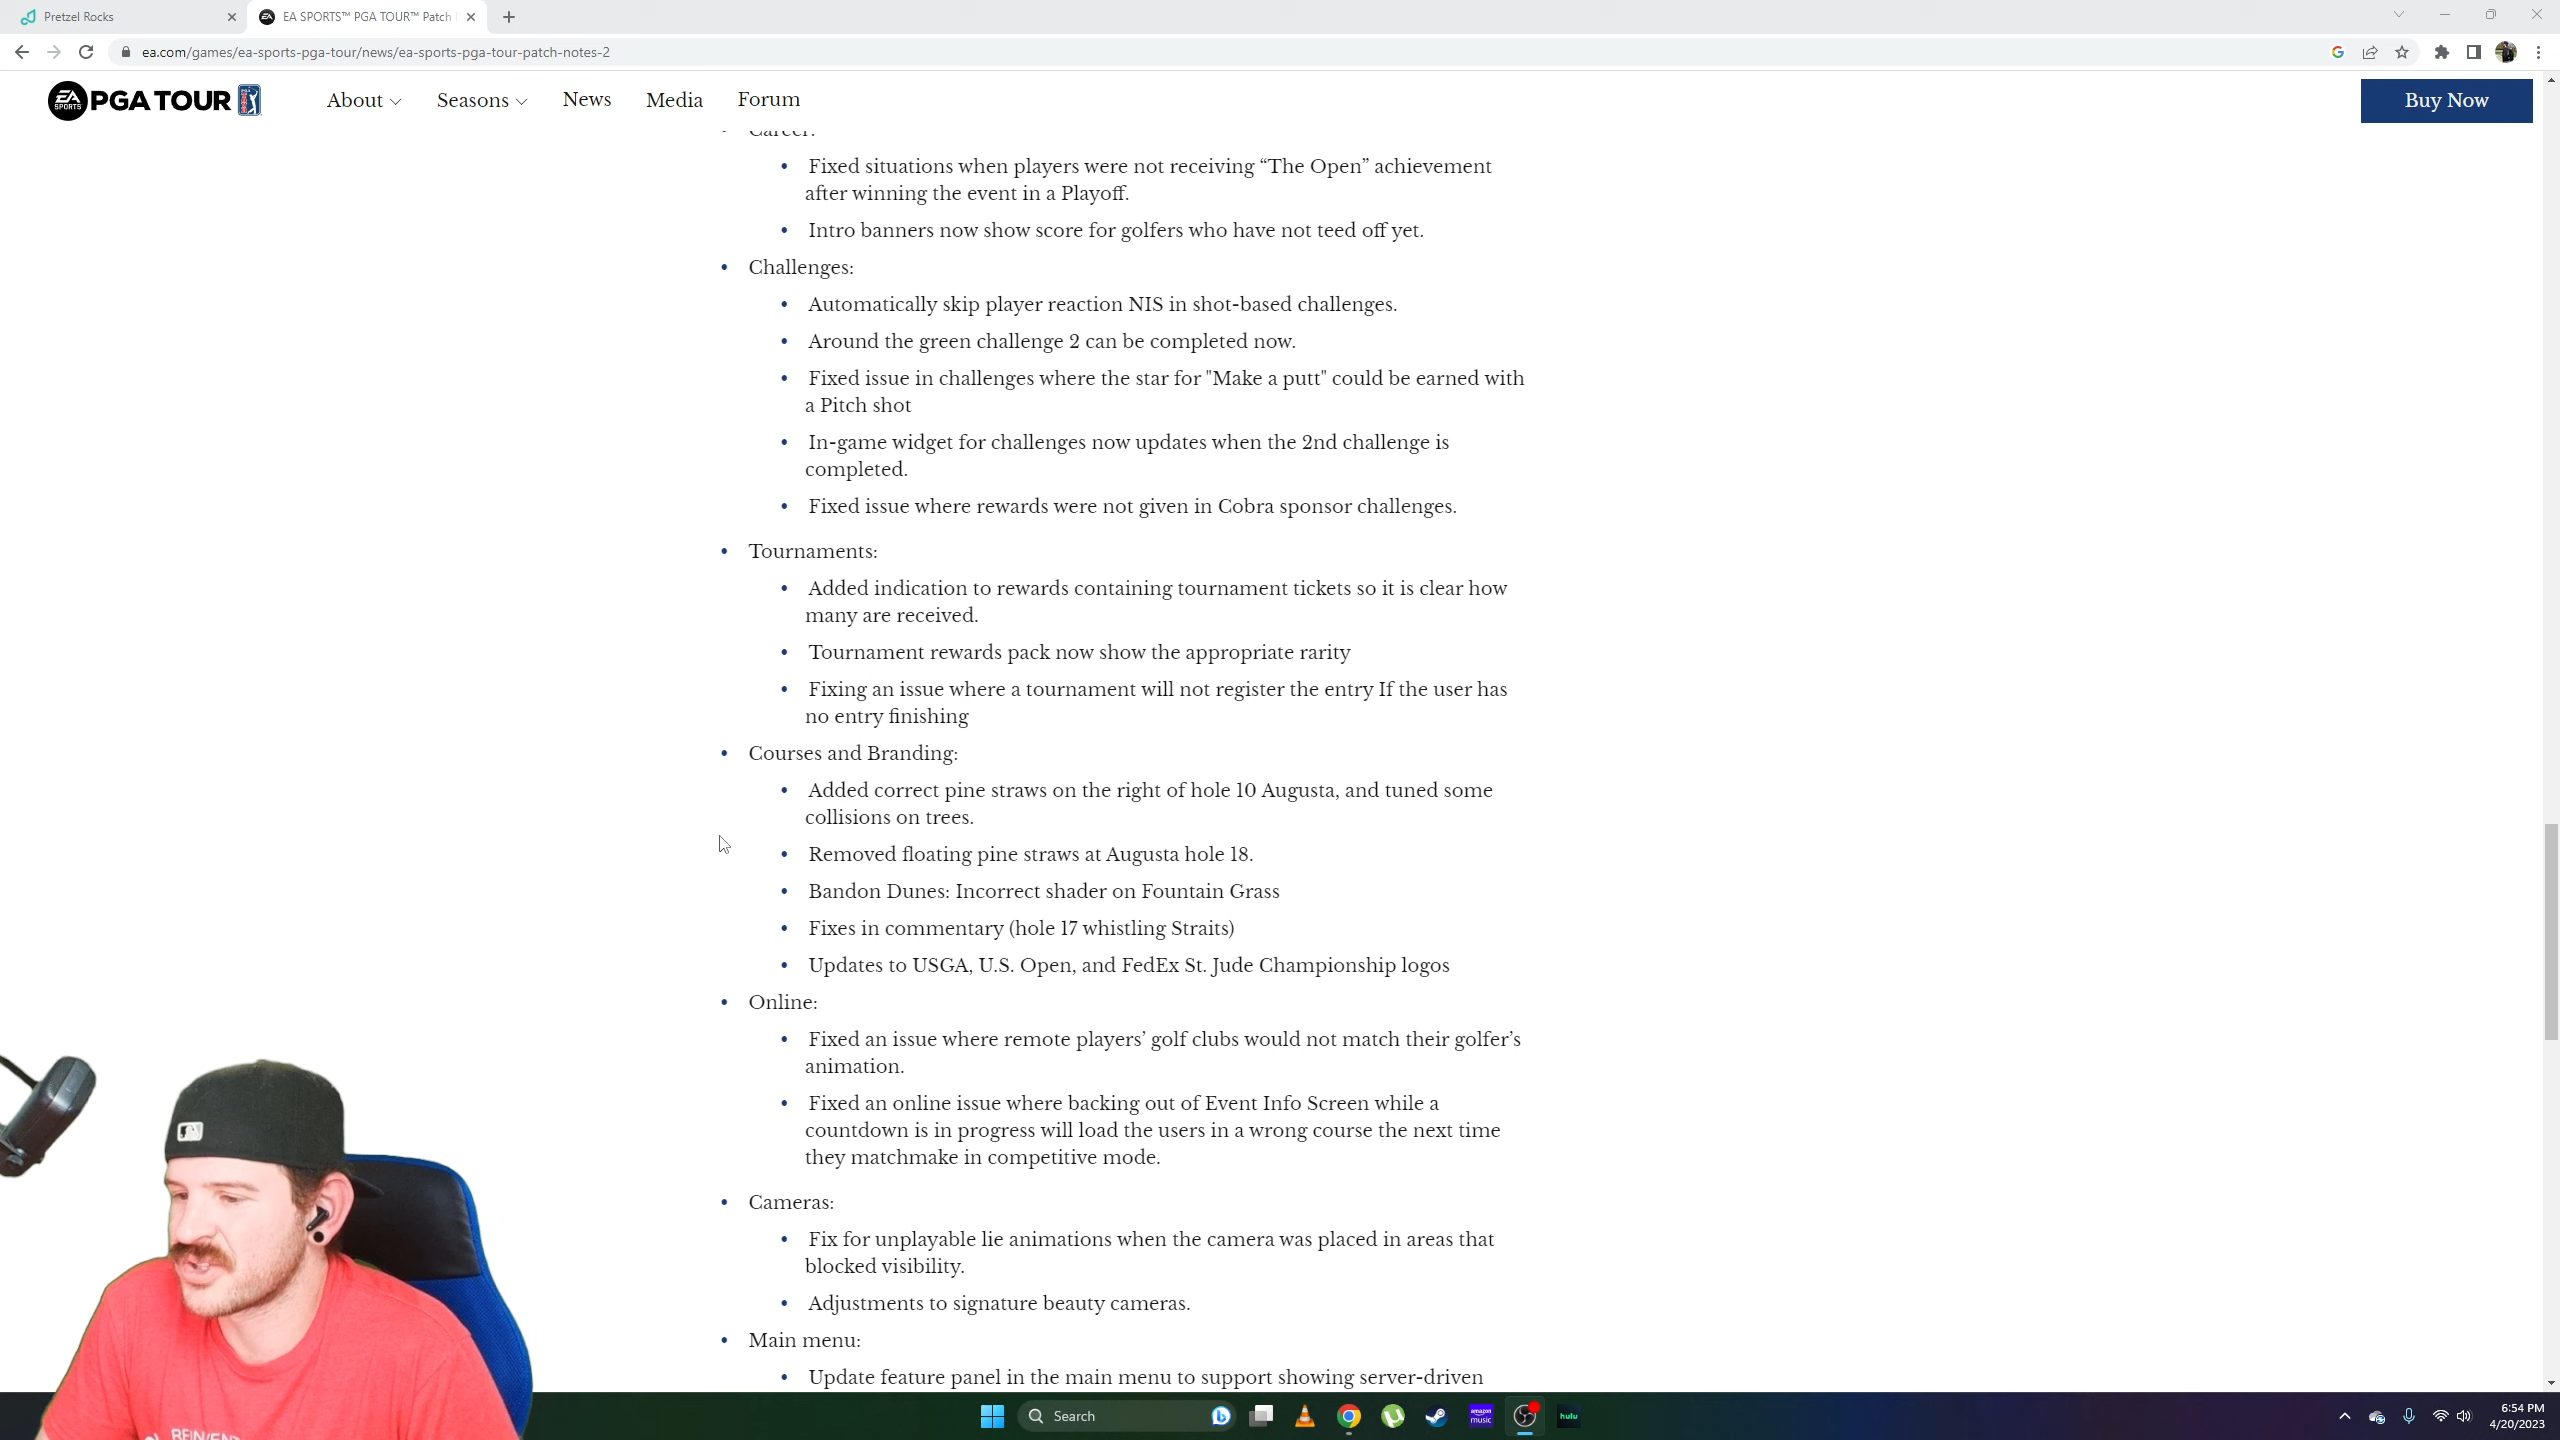 Pretzel Rocks
EA SPORTS™ PGA TOUR™ Patch
ea.com/games/ea-sports-pga-tour/news/ea-sports-pga-tour-patch-notes-2
EA SPORTS PGA TOUR
About
Seasons
News
Media
Forum
Buy Now
Career:
• Fixed situations when players were not receiving “The Open” achievement
after winning the event in a Playoff.
• Intro banners now show score for golfers who have not teed off yet.
• Challenges:
• Automatically skip player reaction NIS in shot-based challenges.
• Around the green challenge 2 can be completed now.
• Fixed issue in challenges where the star for "Make a putt" could be earned with
a Pitch shot
• In-game widget for challenges now updates when the 2nd challenge is
completed.
• Fixed issue where rewards were not given in Cobra sponsor challenges.
• Tournaments:
• Added indication to rewards containing tournament tickets so it is clear how
many are received.
• Tournament rewards pack now show the appropriate rarity
• Fixing an issue where a tournament will not register the entry If the user has
no entry finishing
• Courses and Branding:
• Added correct pine straws on the right of hole 10 Augusta, and tuned some
collisions on trees.
• Removed floating pine straws at Augusta hole 18.
• Bandon Dunes: Incorrect shader on Fountain Grass
• Fixes in commentary (hole 17 whistling Straits)
• Updates to USGA, U.S. Open, and FedEx St. Jude Championship logos
• Online:
• Fixed an issue where remote players’ golf clubs would not match their golfer’s
animation.
• Fixed an online issue where backing out of Event Info Screen while a
countdown is in progress will load the users in a wrong course the next time
they matchmake in competitive mode.
• Cameras:
• Fix for unplayable lie animations when the camera was placed in areas that
blocked visibility.
• Adjustments to signature beauty cameras.
• Main menu:
• Update feature panel in the main menu to support showing server-driven
Search
amazon
music
hulu
6:54 PM
4/20/2023